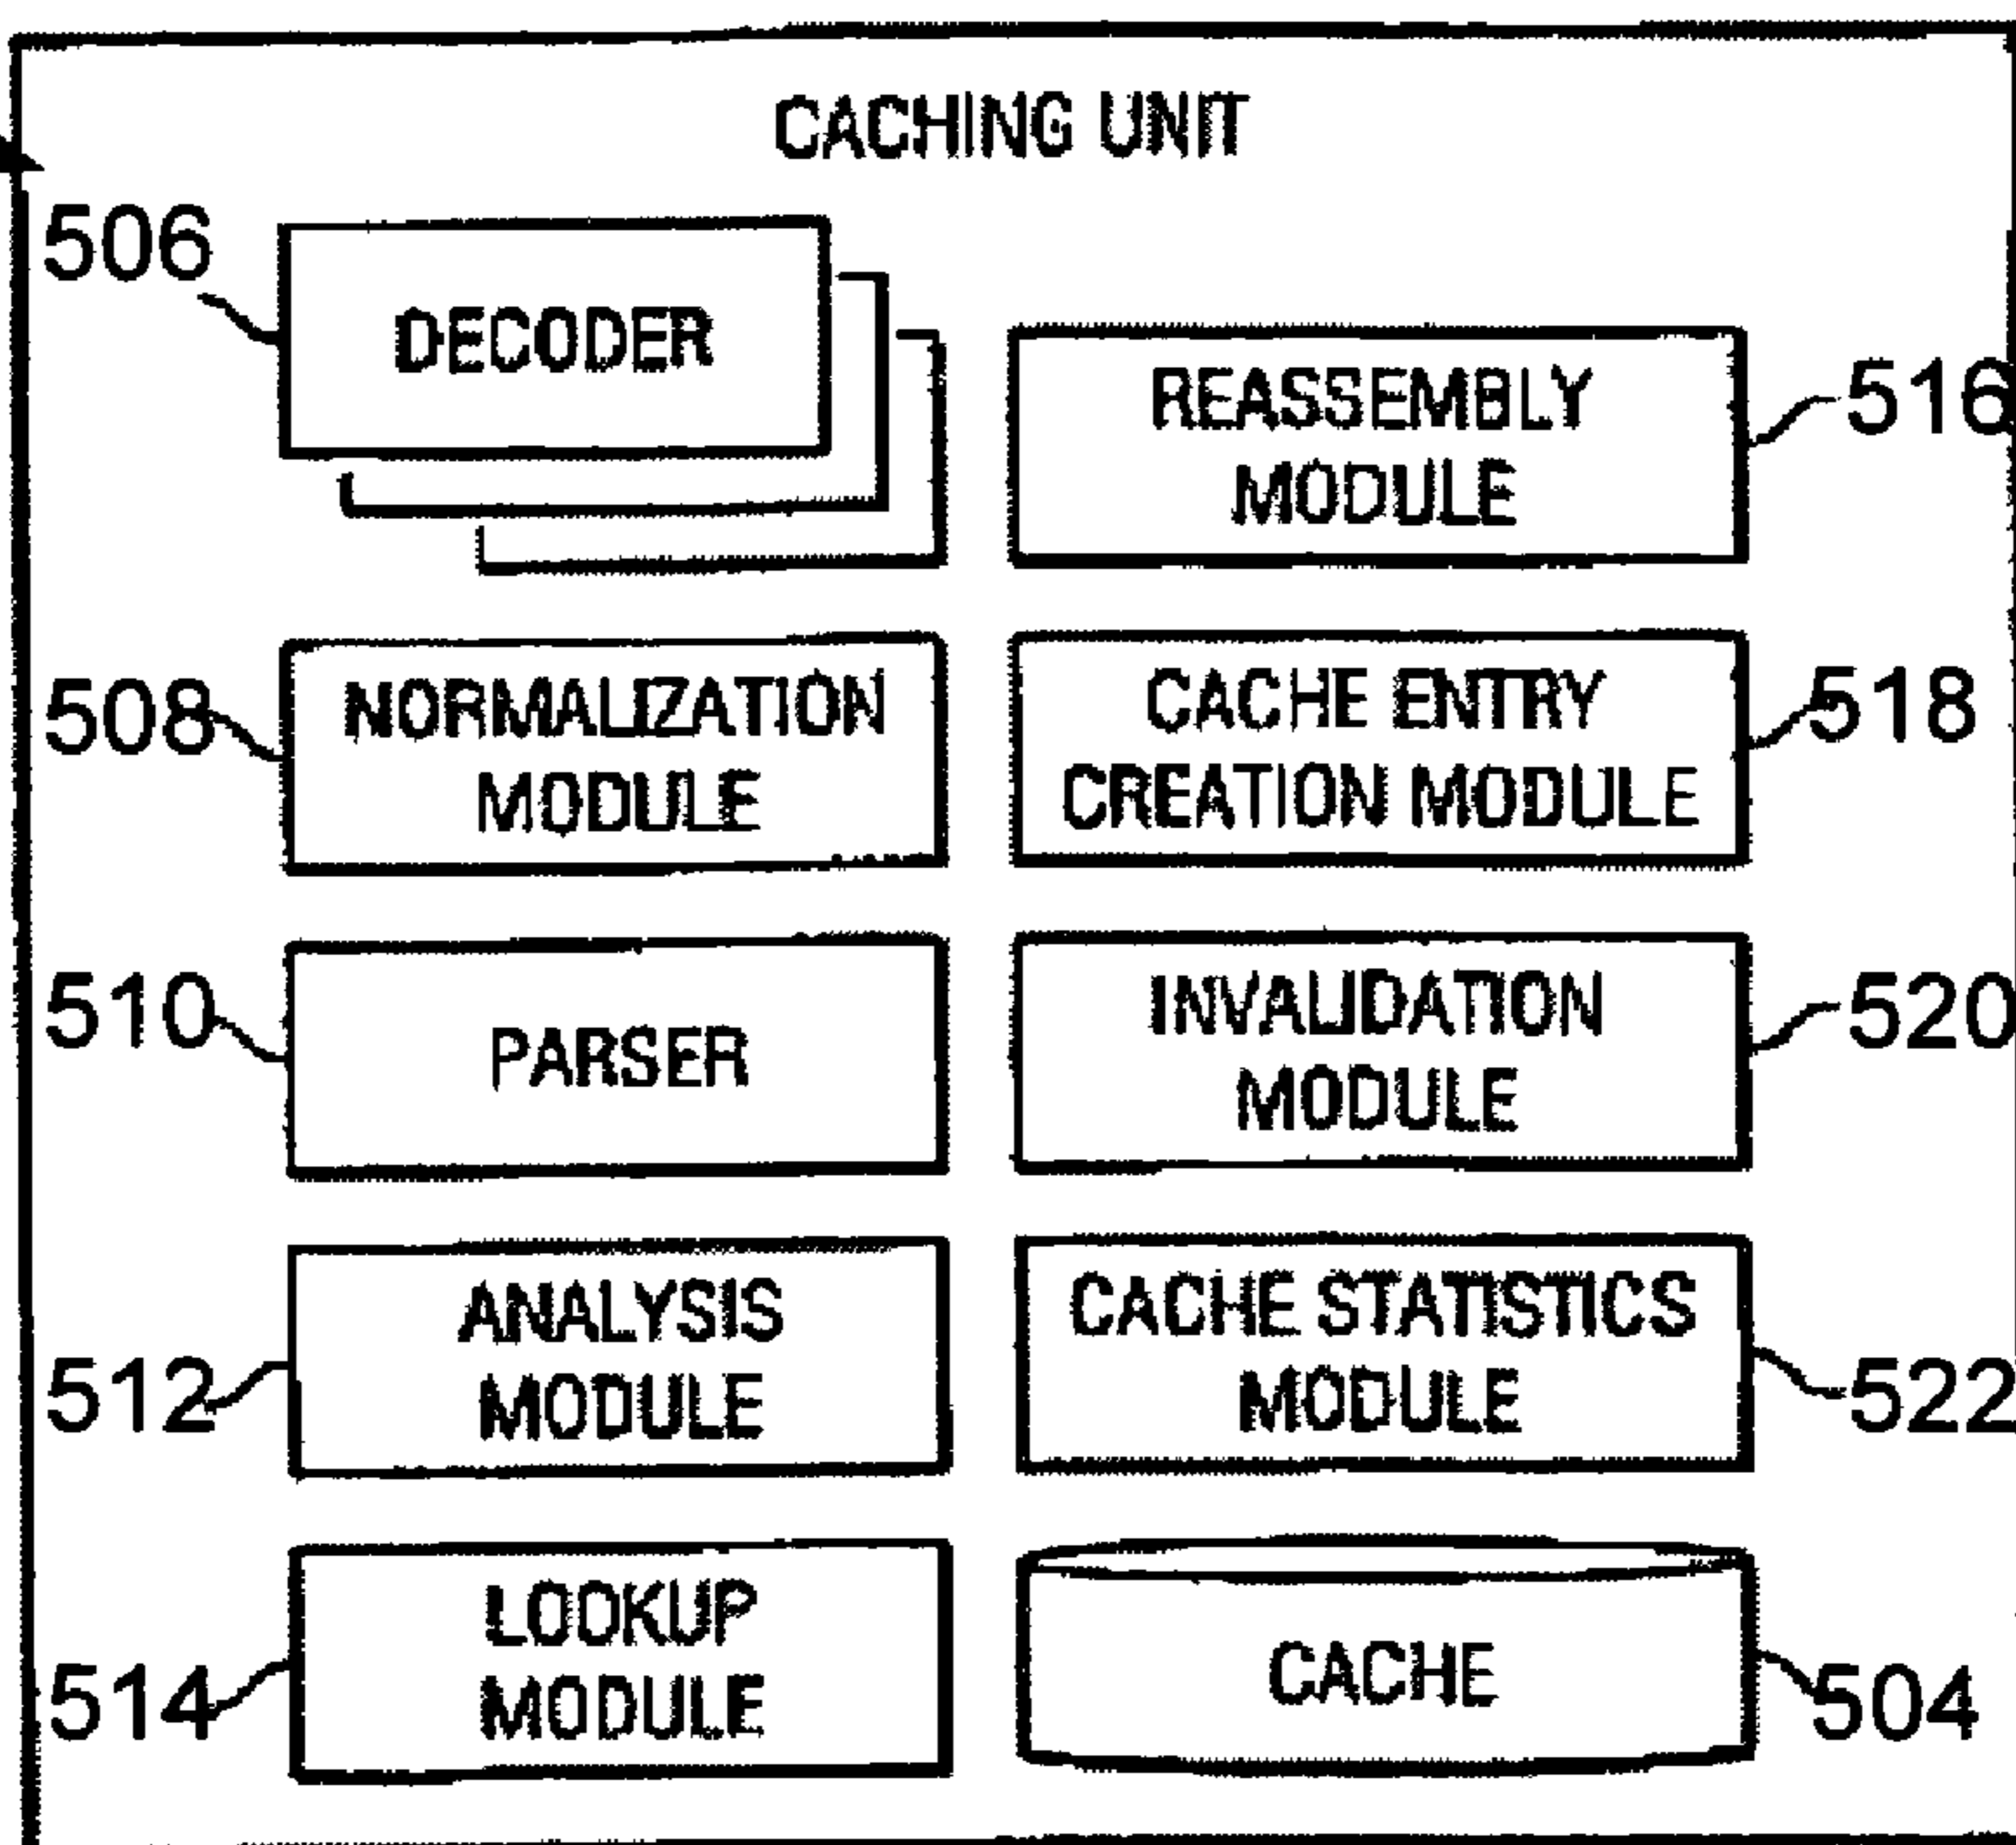 CACHING UNIT
506
DECODER
REASSEMBLY
MODULE
516
508
NORMALIZATION
MODULE
CACHE ENTRY
CREATION MODULE
518
510
PARSER
INVALIDATION
MODULE
520
512
ANALYSIS
MODULE
CACHE STATISTICS
MODULE
522
514
LOOKUP
MODULE
CACHE
504